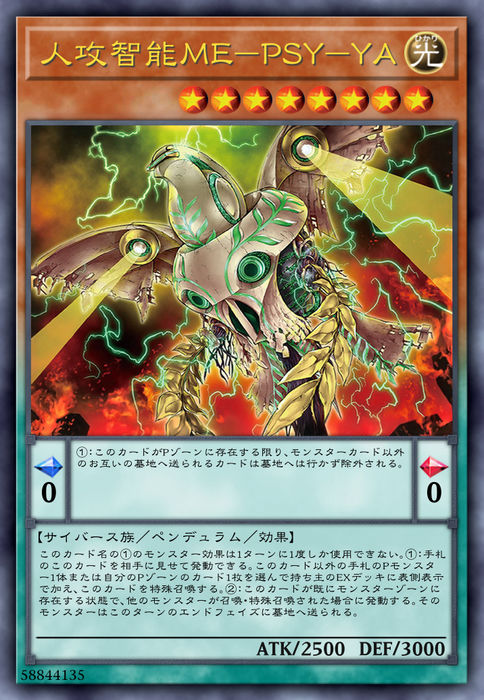 人攻智能ME－PSY－YA
光
ひかり
①：このカードがPゾーンに存在する限り、モンスターカード以外
のお互いの墓地へ送られるカードは墓地へは行かず除外される。
0
0
【サイバース族／ペンデュラム／効果】
このカード名の①のモンスター効果は1ターンに1度しか使用できない。①：手札
のこのカードを相手に見せて発動できる。このカード以外の手札のPモンスタ
ー1体または自分のPゾーンのカード1枚を選んで持ち主のEXデッキに表側表示
で加え、このカードを特殊召喚する。②：このカードが既にモンスターゾーンに
存在する状態で、他のモンスターが召喚・特殊召喚された場合に発動する。その
モンスターはこのターンのエンドフェイズに墓地へ送られる。
ATK/2500 DEF/3000
58844135